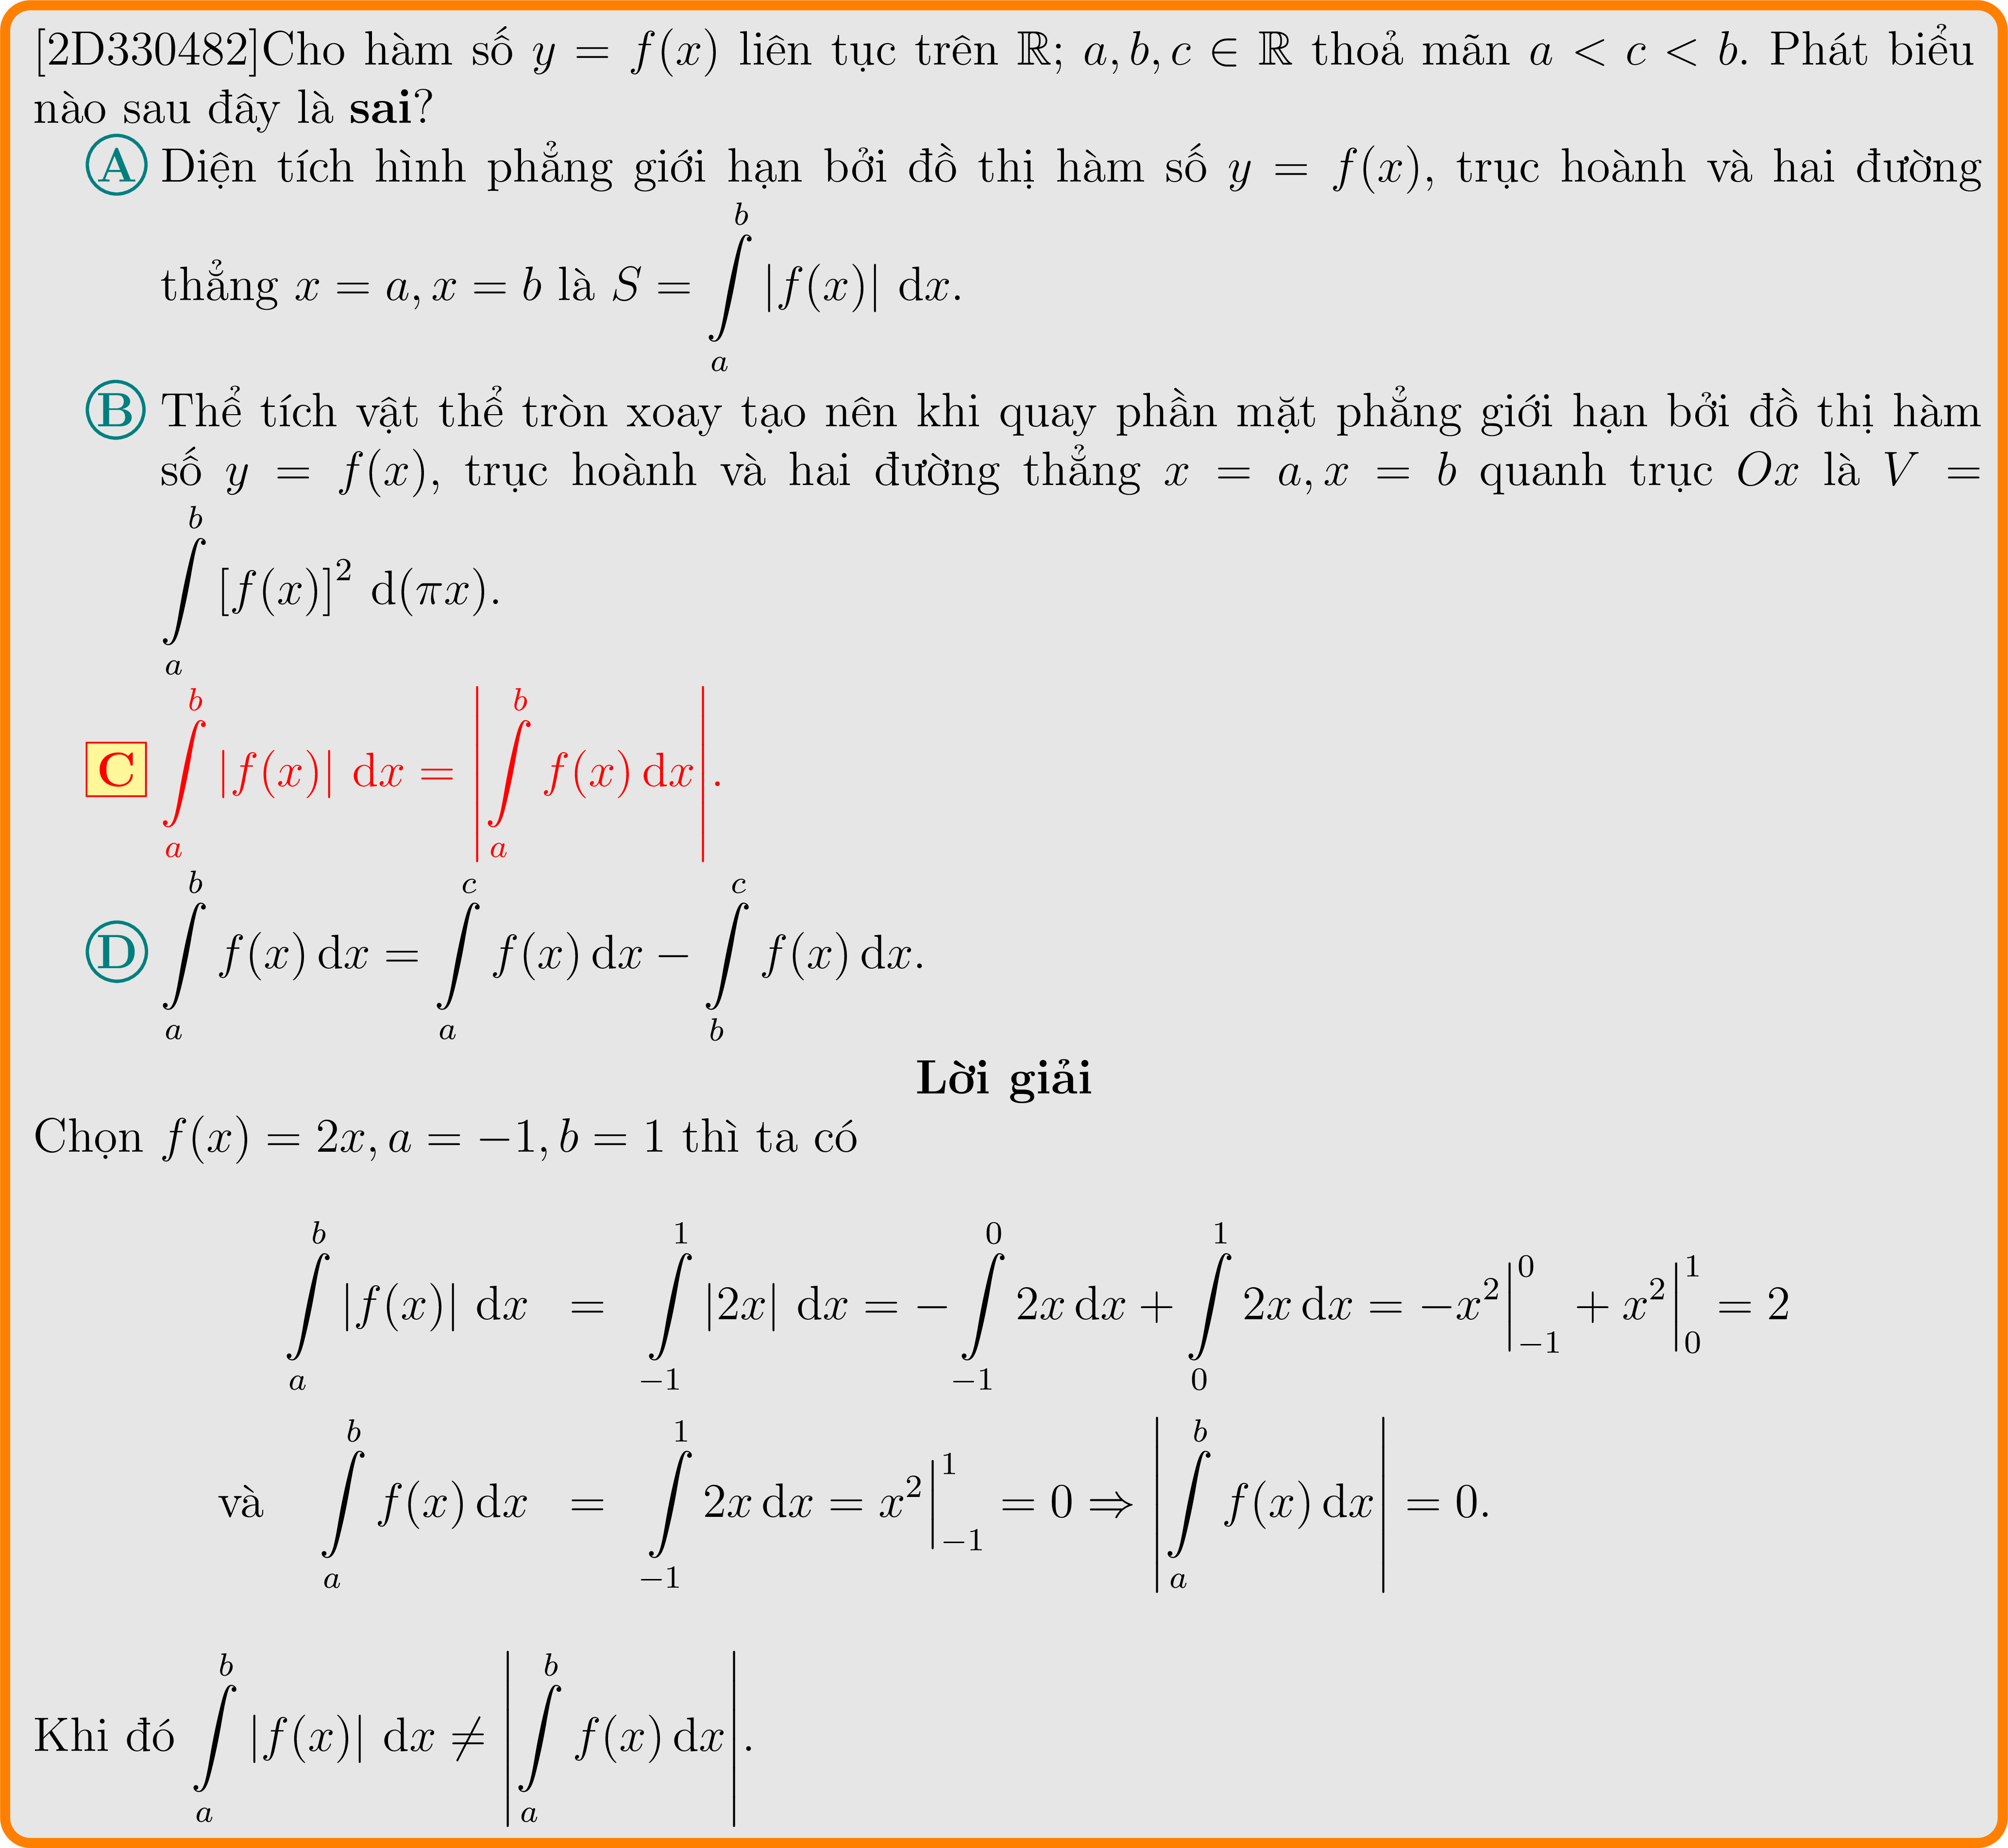 [2D330482]Cho hàm số $y = f(x)$ liên tục trên $\mathbb{R}$; $a, b, c \in \mathbb{R}$ thoả mãn $a < c < b$. Phát biểu
nào sau đây là sai?
A Diện tích hình phẳng giới hạn bởi đồ thị hàm số $y = f(x)$, trục hoành và hai đường
thẳng $x = a, x = b$ là $S = \int\limits_a^b |f(x)| \ \mathrm{d}x$.
B Thể tích vật thể tròn xoay tạo nên khi quay phần mặt phẳng giới hạn bởi đồ thị hàm
số $y = f(x)$, trục hoành và hai đường thẳng $x = a, x = b$ quanh trục $Ox$ là $V =$
$\int\limits_a^b [f(x)]^2 \ \mathrm{d}(\pi x)$.
C $\int\limits_a^b |f(x)| \ \mathrm{d}x = \left| \int\limits_a^b f(x) \, \mathrm{d}x \right|$.
D $\int\limits_a^b f(x) \, \mathrm{d}x = \int\limits_a^c f(x) \, \mathrm{d}x - \int\limits_b^c f(x) \, \mathrm{d}x$.
Lời giải
Chọn $f(x) = 2x, a = -1, b = 1$ thì ta có
$\int\limits_a^b |f(x)| \ \mathrm{d}x = \int\limits_{-1}^1 |2x| \ \mathrm{d}x = -\int\limits_{-1}^0 2x \, \mathrm{d}x + \int\limits_0^1 2x \, \mathrm{d}x = -x^2 \Big|_{-1}^0 + x^2 \Big|_0^1 = 2$
và $\int\limits_a^b f(x) \, \mathrm{d}x = \int\limits_{-1}^1 2x \, \mathrm{d}x = x^2 \Big|_{-1}^1 = 0 \Rightarrow \left| \int\limits_a^b f(x) \, \mathrm{d}x \right| = 0$.
Khi đó $\int\limits_a^b |f(x)| \ \mathrm{d}x \neq \left| \int\limits_a^b f(x) \, \mathrm{d}x \right|$.